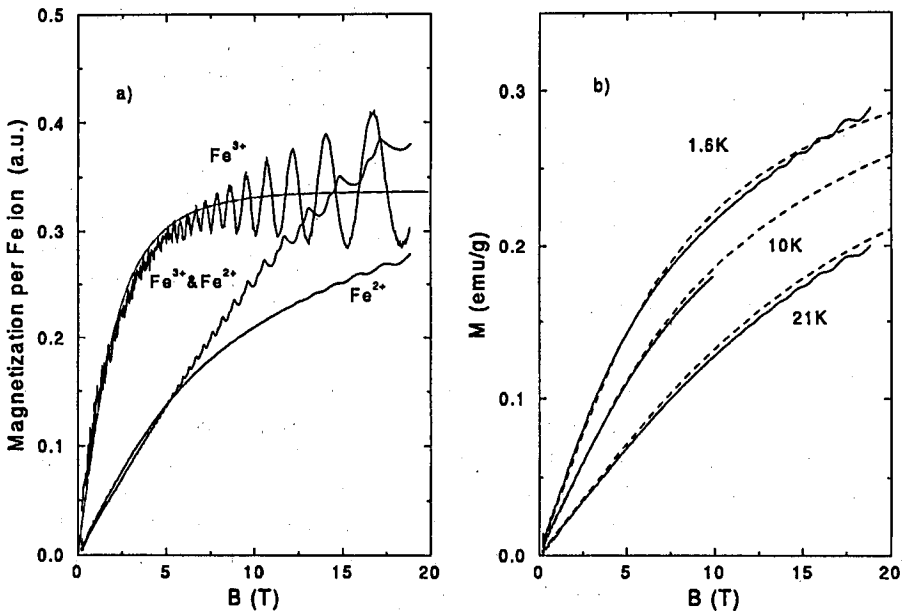 0.5
0.4
0.3
0.2
0.1
0.0
Magnetization per Fe ion (a.u.)
a)
Fe³⁺
Fe³⁺&Fe²⁺
Fe²⁺
0
5
10
15
20
B (T)
0.3
0.2
0.1
0.0
M (emu/g)
b)
1.6K
10K
21K
0
5
10
15
20
B (T)